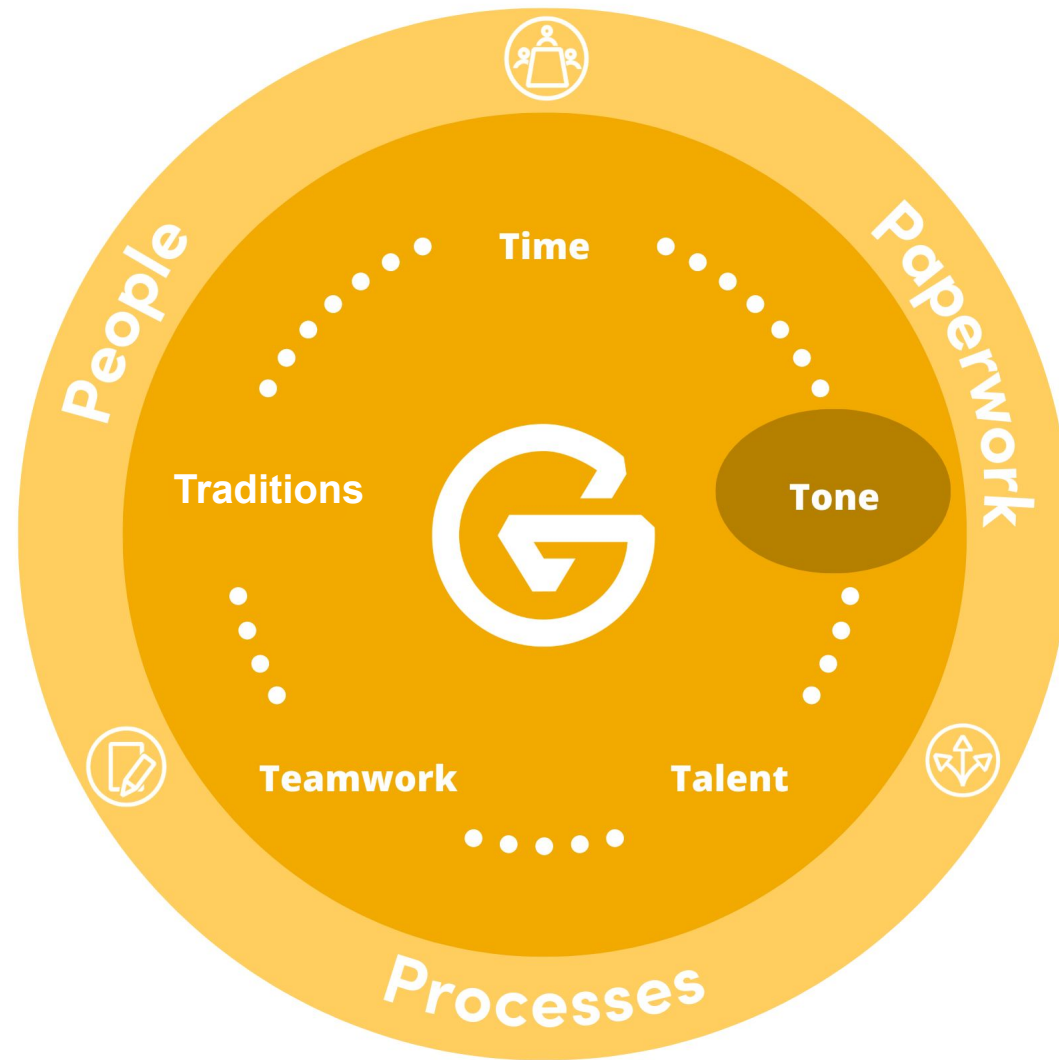 People
Paperwork
Time
Traditions
G
Tone
Teamwork
Talent
Processes